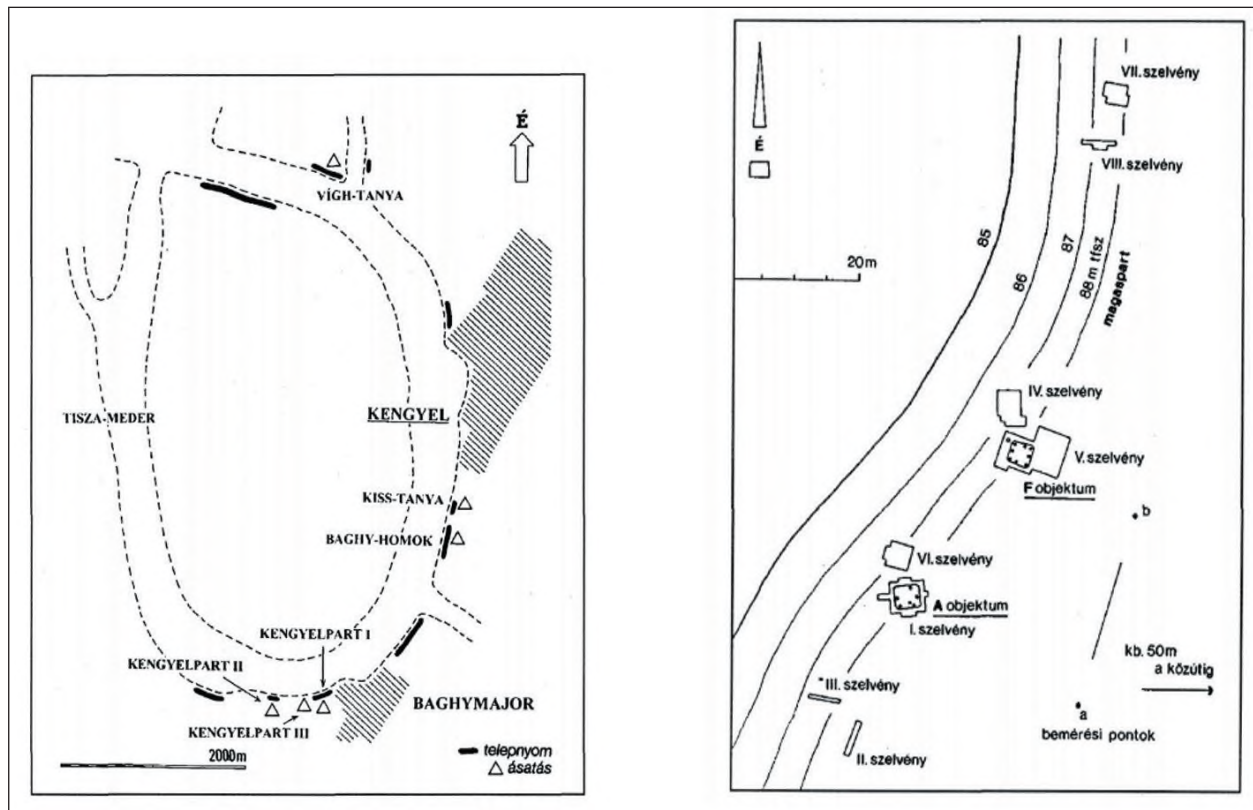 É
VÍGH-TANYA
TISZA-MEDER
KENGYEL
KISS-TANYA
BAGHY-HOMOK
KENGYELPART I
KENGYELPART II
BAGHYMAJOR
KENGYELPART III
telepnyom
2000m
ásatás
VII. szelvény
É
VIII. szelvény
85
87
20m
86
88m tfsz
magaspart
IV. szelvény
V. szelvény
F objektum
b
VI. szelvény
A objektum
I. szelvény
kb. 50m
a közútig
III. szelvény
a
bemérési pontok
II. szelvény